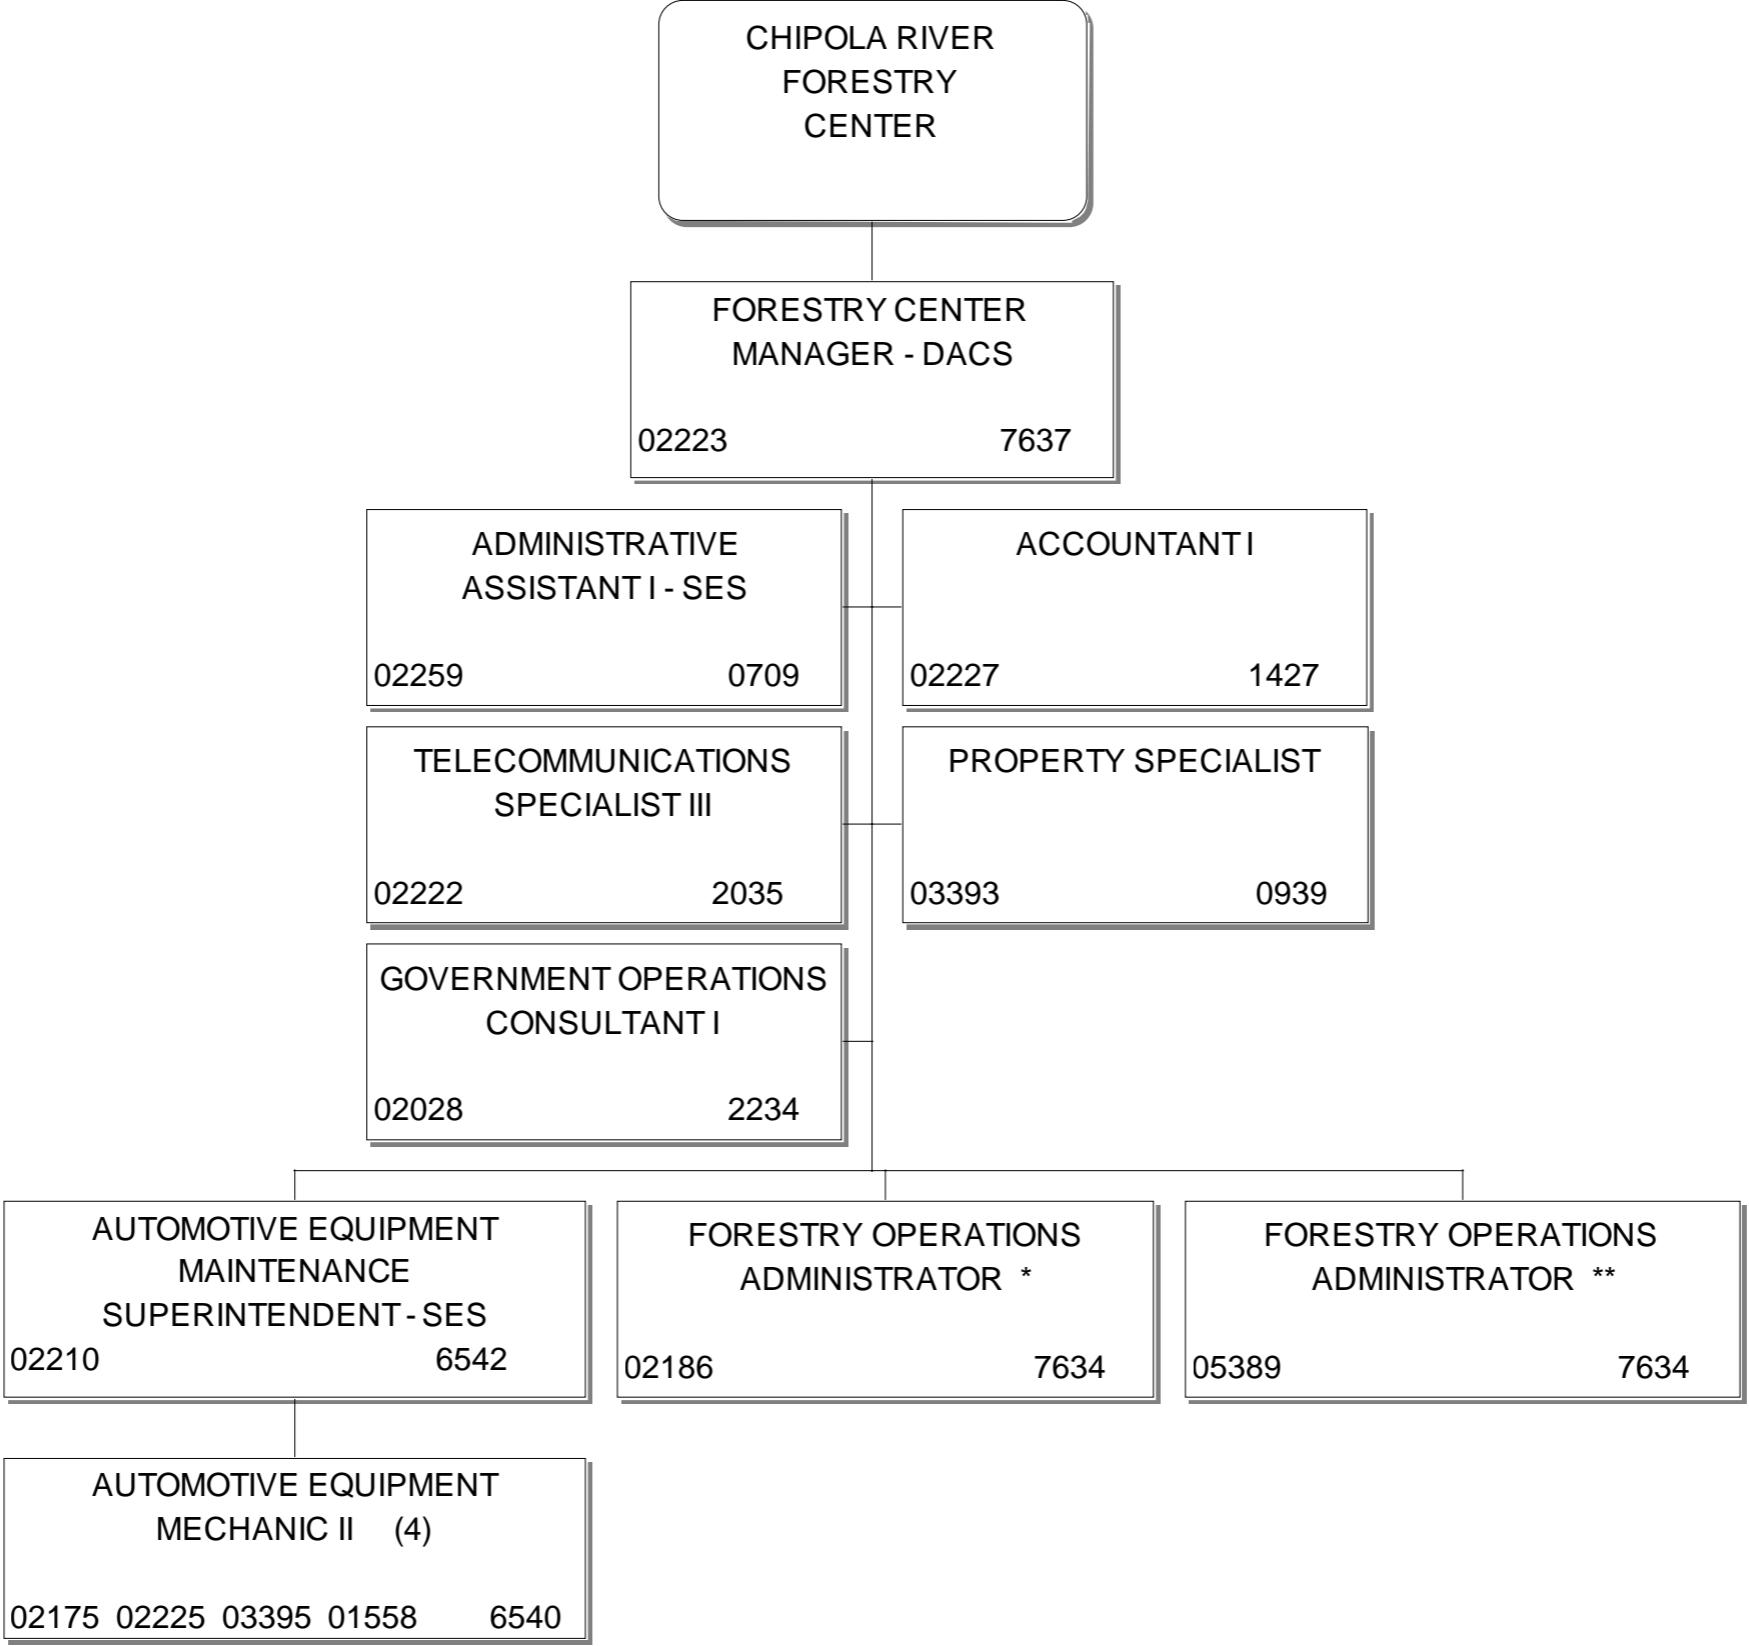 CHIPOLA RIVER
FORESTRY
CENTER
FORESTRY CENTER
MANAGER - DACS
02223 7637
ADMINISTRATIVE
ASSISTANT I - SES
02259 0709
ACCOUNTANT I
02227 1427
TELECOMMUNICATIONS
SPECIALIST III
02222 2035
PROPERTY SPECIALIST
03393 0939
GOVERNMENT OPERATIONS
CONSULTANT I
02028 2234
AUTOMOTIVE EQUIPMENT
MAINTENANCE
SUPERINTENDENT - SES
02210 6542
FORESTRY OPERATIONS
ADMINISTRATOR *
02186 7634
FORESTRY OPERATIONS
ADMINISTRATOR **
05389 7634
AUTOMOTIVE EQUIPMENT
MECHANIC II (4)
02175 02225 03395 01558 6540